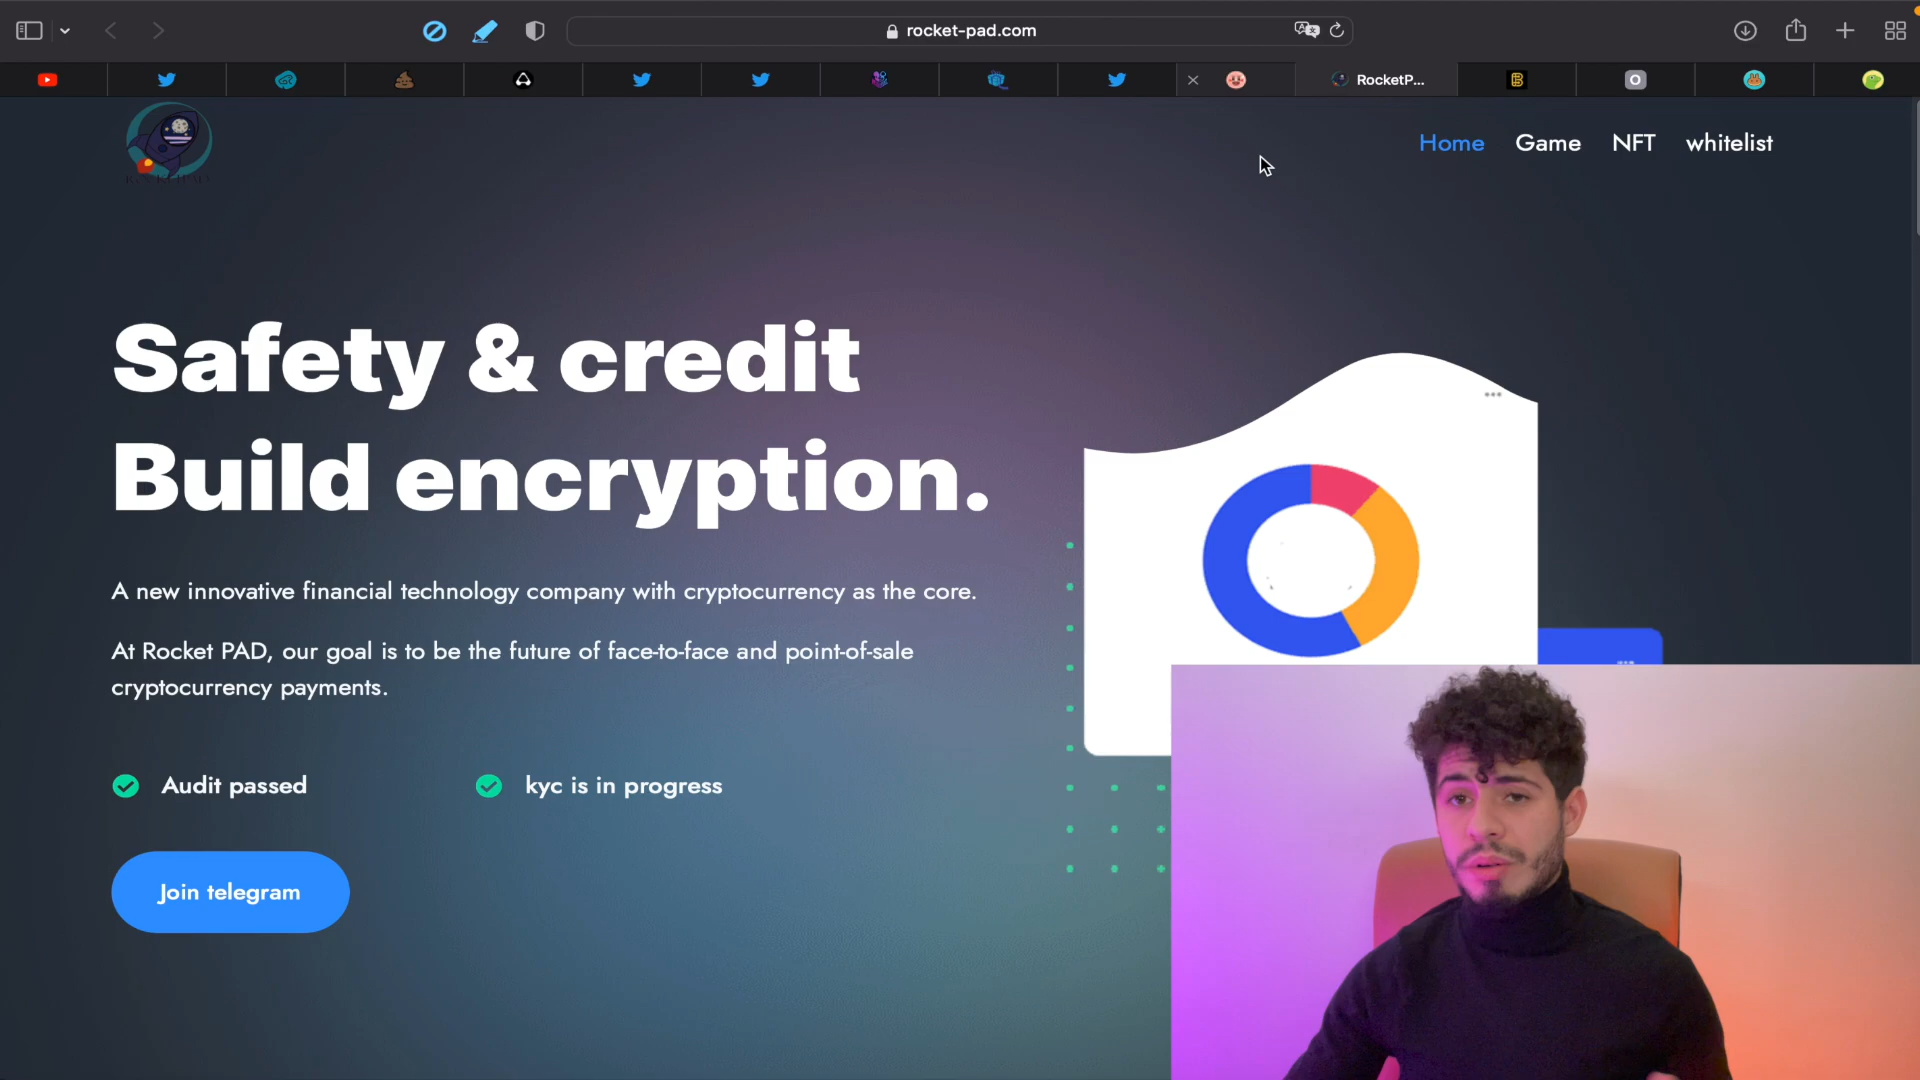 rocket-pad.com
RocketP...
Home
Game
NFT
whitelist
Safety & credit
Build encryption.
A new innovative financial technology company with cryptocurrency as the core.
At Rocket PAD, our goal is to be the future of face-to-face and point-of-sale
cryptocurrency payments.
Audit passed
kyc is in progress
Join telegram